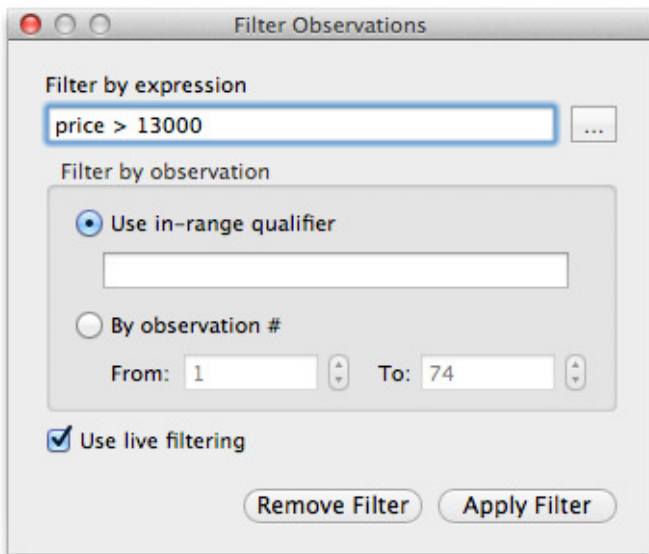 Filter Observations
Filter by expression
price > 13000
...
Filter by observation
Use in-range qualifier
By observation #
From: 1 To: 74
Use live filtering
Remove Filter Apply Filter